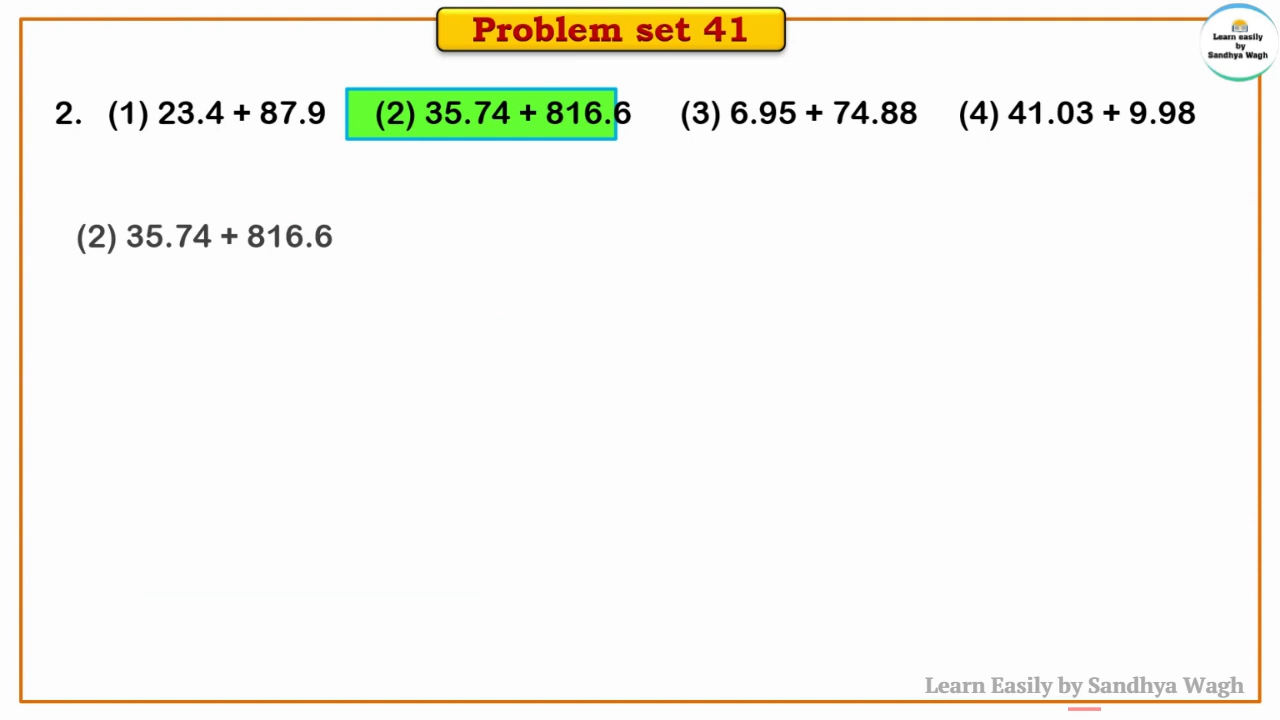 Problem set 41
Learn easily
by
Sandhya Wagh
2. (1) 23.4 + 87.9 (2) 35.74 + 816.6 (3) 6.95 + 74.88 (4) 41.03 + 9.98
(2) 35.74 + 816.6
Learn Easily by Sandhya Wagh